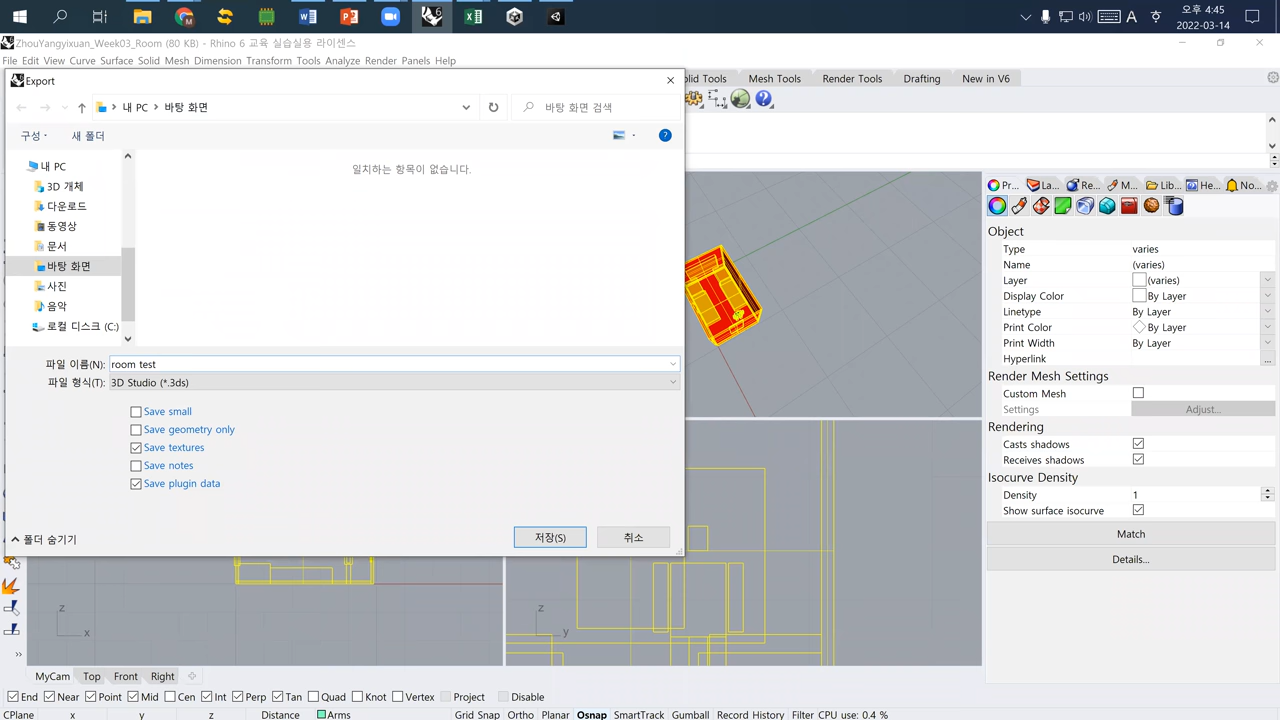 오후 4:45
2022-03-14
ZhouYangyixuan_Week03_Room (80 KB) - Rhino 6 교육 실습실용 라이센스
File Edit View Curve Surface Solid Mesh Dimension Transform Tools Analyze Render Panels Help
Export
olid Tools Mesh Tools Render Tools Drafting New in V6
내 PC 바탕 화면
바탕 화면 검색
구성 새 폴더
내 PC
일치하는 항목이 없습니다.
3D 개체
다운로드
동영상
문서
바탕 화면
사진
음악
로컬 디스크 (C:)
파일 이름(N): room test
파일 형식(T): 3D Studio (*.3ds)
Save small
Save geometry only
Save textures
Save notes
Save plugin data
폴더 숨기기
저장(S) 취소
Pr... La... Re... M... Lib... He... No...
Object
Type varies
Name (varies)
Layer (varies)
Display Color By Layer
Linetype By Layer
Print Color By Layer
Print Width By Layer
Hyperlink ...
Render Mesh Settings
Custom Mesh
Settings Adjust...
Rendering
Casts shadows
Receives shadows
Isocurve Density
Density 1
Show surface isocurve
Match
Details...
z
x
z
y
MyCam Top Front Right
End Near Point Mid Cen Int Perp Tan Quad Knot Vertex Project Disable
CPlane x y z Distance Arms Grid Snap Ortho Planar Osnap SmartTrack Gumball Record History Filter CPU use: 0.4 %